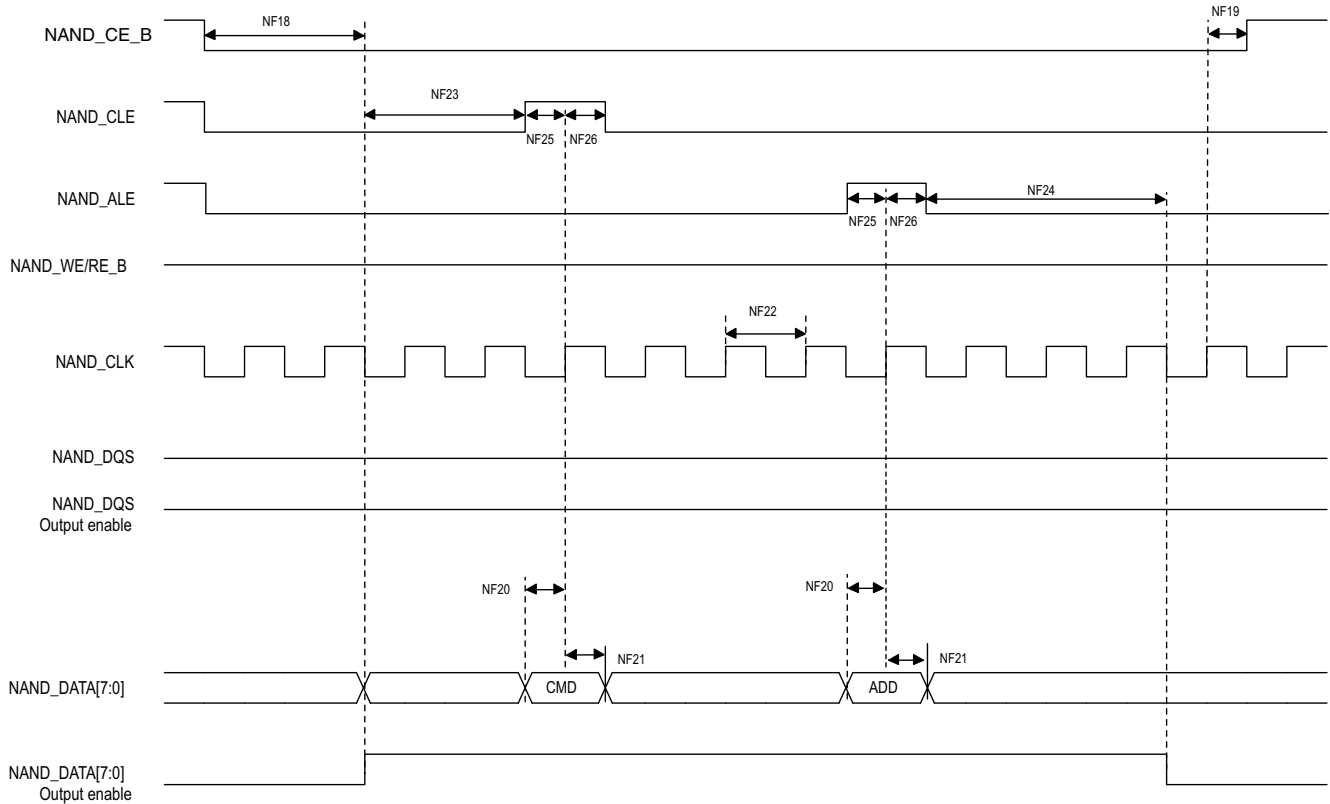 NF18
NF19
NAND_CE_B
NF23
NAND_CLE
NF25 NF26
NAND_ALE
NF24
NF25 NF26
NAND_WE/RE_B
NF22
NAND_CLK
NAND_DQS
NAND_DQS
Output enable
NF20
NF20
NF21
NF21
NAND_DATA[7:0]
CMD
ADD
NAND_DATA[7:0]
Output enable